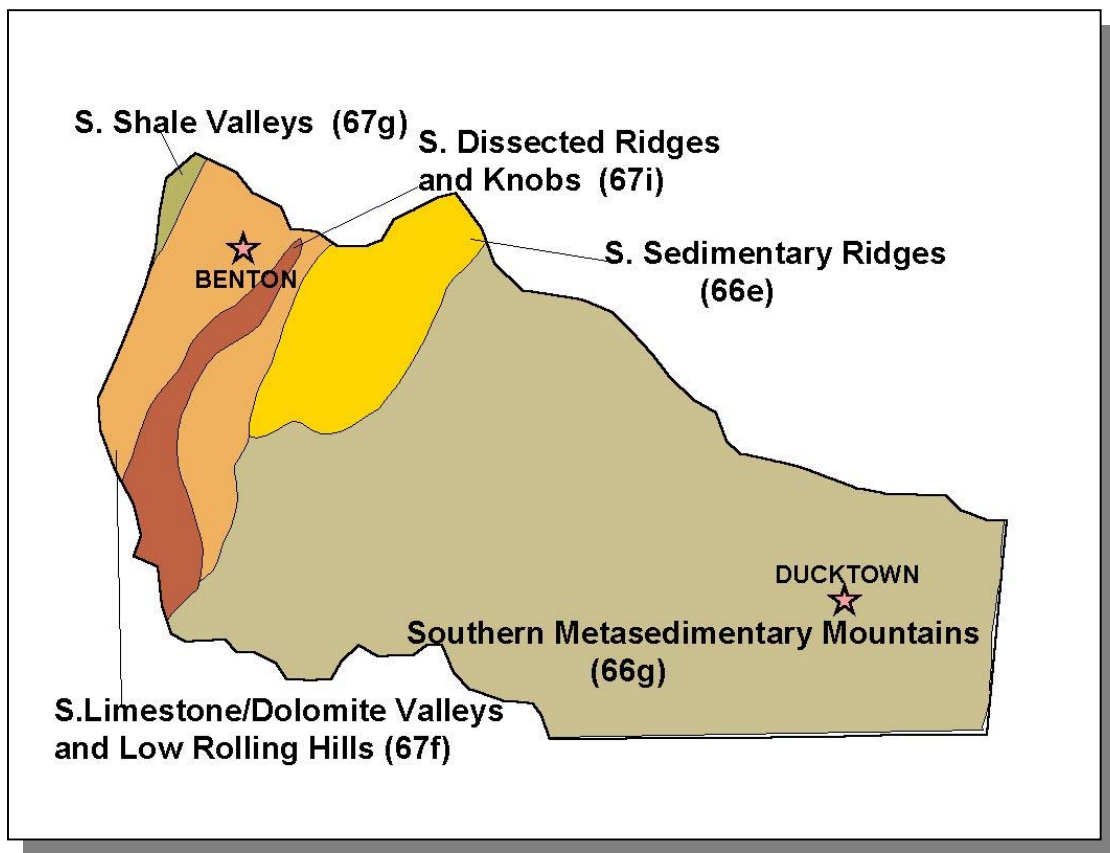 S. Shale Valleys (67g)
S. Dissected Ridges
and Knobs (67i)
S. Sedimentary Ridges
(66e)
BENTON
DUCKTOWN
Southern Metasedimentary Mountains
(66g)
S.Limestone/Dolomite Valleys
and Low Rolling Hills (67f)